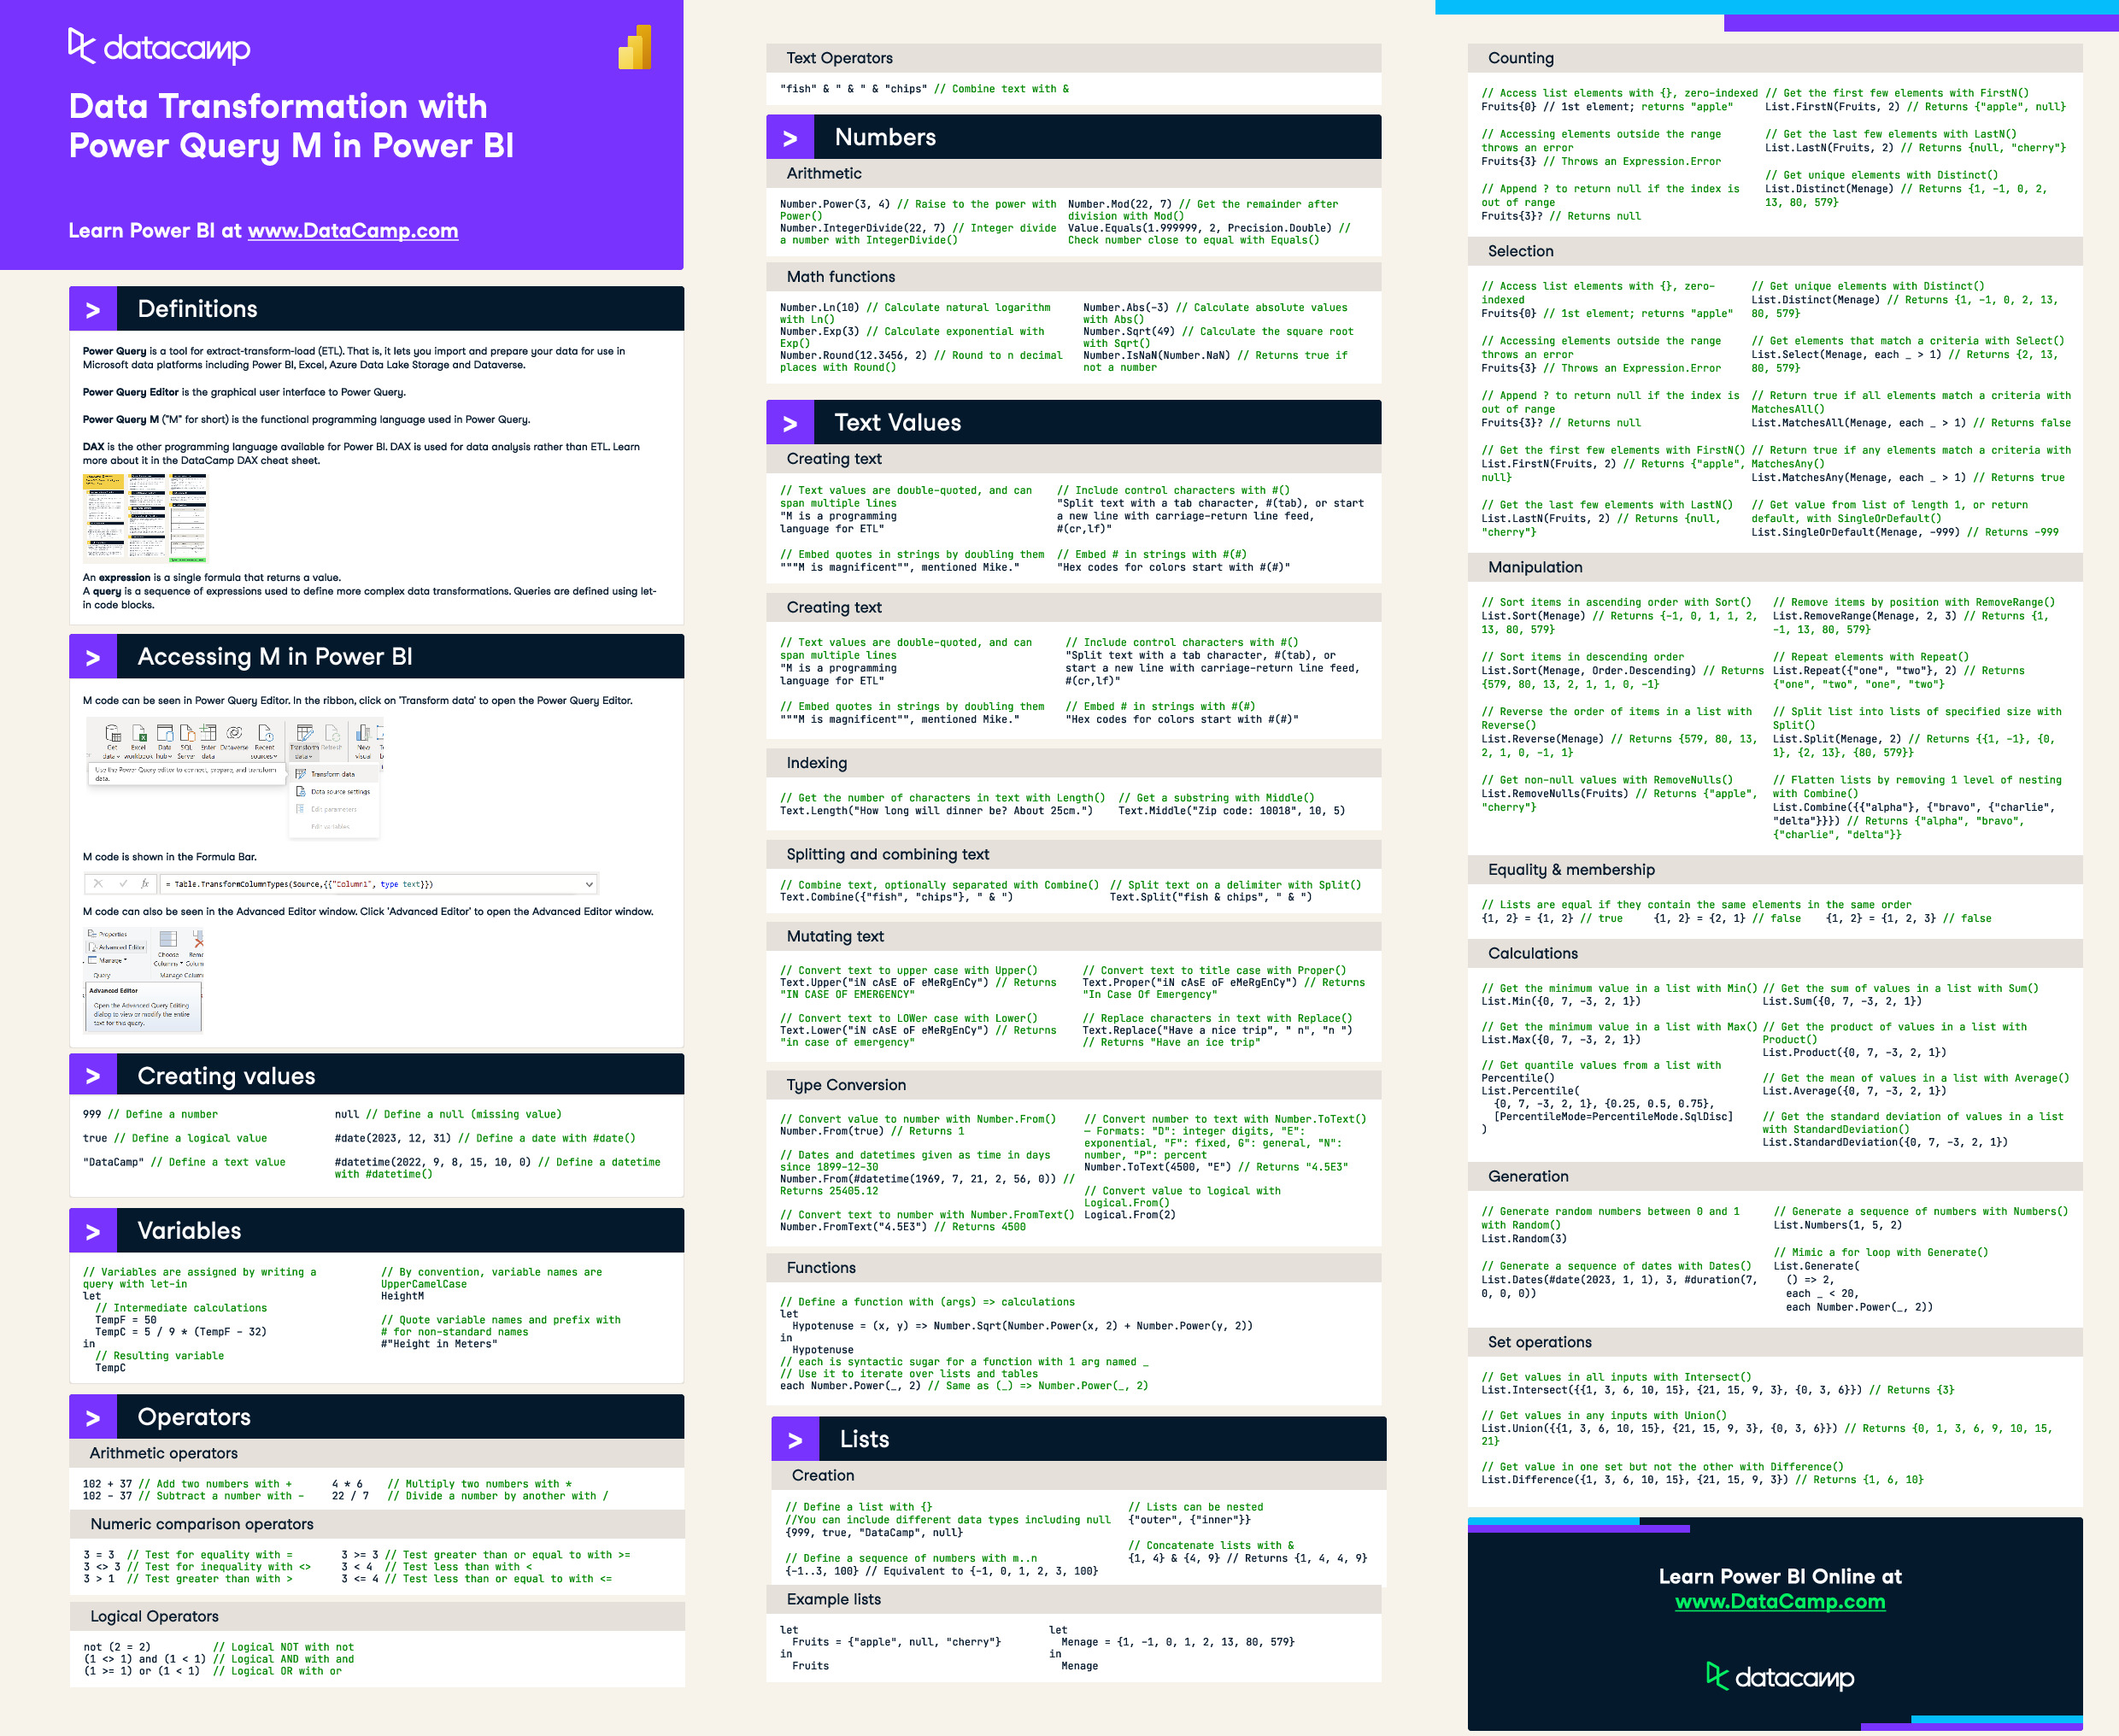 datacamp
Data Transformation with
Power Query M in Power BI
Learn Power BI at www.DataCamp.com
> Definitions
Power Query is a tool for extract-transform-load (ETL). That is, it lets you import and prepare your data for use in
Microsoft data platforms including Power BI, Excel, Azure Data Lake Storage and Dataverse.
Power Query Editor is the graphical user interface to Power Query.
Power Query M ("M" for short) is the functional programming language used in Power Query.
DAX is the other programming language available for Power BI. DAX is used for data analysis rather than ETL. Learn
more about it in the DataCamp DAX cheat sheet.
An expression is a single formula that returns a value.
A query is a sequence of expressions used to define more complex data transformations. Queries are defined using let-
in code blocks.
> Accessing M in Power BI
M code can be seen in Power Query Editor. In the ribbon, click on 'Transform data' to open the Power Query Editor.
Get data
Excel workbook
Data hub
SQL Server
Enter data
Dataverse
Recent sources
Transform data
Refresh
New visual
Use the Power Query editor to connect, prepare, and transform
data.
Transform data
Data source settings
Edit parameters
Edit variables
M code is shown in the Formula Bar.
fx = Table.TransformColumnTypes(Source,{{"Column1", type text}})
M code can also be seen in the Advanced Editor window. Click 'Advanced Editor' to open the Advanced Editor window.
Properties
Advanced Editor
Manage
Query
Choose
Columns
Manage
Advanced Editor
Open the Advanced Query Editing
dialog to view or modify the entire
text for this query.
> Creating values
999 // Define a number
true // Define a logical value
"DataCamp" // Define a text value
null // Define a null (missing value)
#date(2023, 12, 31) // Define a date with #date()
#datetime(2022, 9, 8, 15, 10, 0) // Define a datetime
with #datetime()
> Variables
// Variables are assigned by writing a
query with let-in
let
// Intermediate calculations
TempF = 50
TempC = 5 / 9 * (TempF - 32)
in
// Resulting variable
TempC
// By convention, variable names are
UpperCamelCase
HeightM
// Quote variable names and prefix with
# for non-standard names
#"Height in Meters"
> Operators
Arithmetic operators
102 + 37 // Add two numbers with +
102 - 37 // Subtract a number with -
4 * 6 // Multiply two numbers with *
22 / 7 // Divide a number by another with /
Numeric comparison operators
3 = 3 // Test for equality with =
3 <> 3 // Test for inequality with <>
3 > 1 // Test greater than with >
3 >= 3 // Test greater than or equal to with >=
3 < 4 // Test less than with <
3 <= 4 // Test less than or equal to with <=
Logical Operators
not (2 = 2) // Logical NOT with not
(1 <> 1) and (1 < 1) // Logical AND with and
(1 >= 1) or (1 < 1) // Logical OR with or
Text Operators
"fish" & " & " & "chips" // Combine text with &
> Numbers
Arithmetic
Number.Power(3, 4) // Raise to the power with
Power()
Number.IntegerDivide(22, 7) // Integer divide
a number with IntegerDivide()
Number.Mod(22, 7) // Get the remainder after
division with Mod()
Value.Equals(1.999999, 2, Precision.Double) //
Check number close to equal with Equals()
Math functions
Number.Ln(10) // Calculate natural logarithm
with Ln()
Number.Exp(3) // Calculate exponential with
Exp()
Number.Round(12.3456, 2) // Round to n decimal
places with Round()
Number.Abs(-3) // Calculate absolute values
with Abs()
Number.Sqrt(49) // Calculate the square root
with Sqrt()
Number.IsNaN(Number.NaN) // Returns true if
not a number
> Text Values
Creating text
// Text values are double-quoted, and can
span multiple lines
"M is a programming
language for ETL"
// Embed quotes in strings by doubling them
"""M is magnificent"", mentioned Mike."
// Include control characters with #()
"Split text with a tab character, #(tab), or start
a new line with carriage-return line feed,
#(cr,lf)"
// Embed # in strings with #(#)
"Hex codes for colors start with #(#)"
Creating text
// Text values are double-quoted, and can
span multiple lines
"M is a programming
language for ETL"
// Embed quotes in strings by doubling them
"""M is magnificent"", mentioned Mike."
// Include control characters with #()
"Split text with a tab character, #(tab), or
start a new line with carriage-return line feed,
#(cr,lf)"
// Embed # in strings with #(#)
"Hex codes for colors start with #(#)"
Indexing
// Get the number of characters in text with Length()
Text.Length("How long will dinner be? About 25cm.")
// Get a substring with Middle()
Text.Middle("Zip code: 10018", 10, 5)
Splitting and combining text
// Combine text, optionally separated with Combine()
Text.Combine({"fish", "chips"}, " & ")
// Split text on a delimiter with Split()
Text.Split("fish & chips", " & ")
Mutating text
// Convert text to upper case with Upper()
Text.Upper("iN cAsE oF eMeRgEnCy") // Returns
"IN CASE OF EMERGENCY"
// Convert text to LOWer case with Lower()
Text.Lower("iN cAsE oF eMeRgEnCy") // Returns
"in case of emergency"
// Convert text to title case with Proper()
Text.Proper("iN cAsE oF eMeRgEnCy") // Returns
"In Case Of Emergency"
// Replace characters in text with Replace()
Text.Replace("Have a nice trip", " n", "n ")
// Returns "Have an ice trip"
Type Conversion
// Convert value to number with Number.From()
Number.From(true) // Returns 1
// Dates and datetimes given as time in days
since 1899-12-30
Number.From(#datetime(1969, 7, 21, 2, 56, 0)) //
Returns 25405.12
// Convert text to number with Number.FromText()
Number.FromText("4.5E3") // Returns 4500
// Convert number to text with Number.ToText()
— Formats: "D": integer digits, "E":
exponential, "F": fixed, G": general, "N":
number, "P": percent
Number.ToText(4500, "E") // Returns "4.5E3"
// Convert value to logical with
Logical.From()
Logical.From(2)
Functions
// Define a function with (args) => calculations
let
Hypotenuse = (x, y) => Number.Sqrt(Number.Power(x, 2) + Number.Power(y, 2))
in
Hypotenuse
// each is syntactic sugar for a function with 1 arg named _
// Use it to iterate over lists and tables
each Number.Power(_, 2) // Same as (_) => Number.Power(_, 2)
> Lists
Creation
// Define a list with {}
//You can include different data types including null
{999, true, "DataCamp", null}
// Define a sequence of numbers with m..n
{-1..3, 100} // Equivalent to {-1, 0, 1, 2, 3, 100}
// Lists can be nested
{"outer", {"inner"}}
// Concatenate lists with &
{1, 4} & {4, 9} // Returns {1, 4, 4, 9}
Example lists
let
Fruits = {"apple", null, "cherry"}
in
Fruits
let
Menage = {1, -1, 0, 1, 2, 13, 80, 579}
in
Menage
Counting
// Access list elements with {}, zero-indexed
Fruits{0} // 1st element; returns "apple"
// Accessing elements outside the range
throws an error
Fruits{3} // Throws an Expression.Error
// Append ? to return null if the index is
out of range
Fruits{3}? // Returns null
// Get the first few elements with FirstN()
List.FirstN(Fruits, 2) // Returns {"apple", null}
// Get the last few elements with LastN()
List.LastN(Fruits, 2) // Returns {null, "cherry"}
// Get unique elements with Distinct()
List.Distinct(Menage) // Returns {1, -1, 0, 2,
13, 80, 579}
Selection
// Access list elements with {}, zero-
indexed
Fruits{0} // 1st element; returns "apple"
// Accessing elements outside the range
throws an error
Fruits{3} // Throws an Expression.Error
// Append ? to return null if the index is
out of range
Fruits{3}? // Returns null
// Get the first few elements with FirstN()
List.FirstN(Fruits, 2) // Returns {"apple",
null}
// Get the last few elements with LastN()
List.LastN(Fruits, 2) // Returns {null,
"cherry"}
// Get unique elements with Distinct()
List.Distinct(Menage) // Returns {1, -1, 0, 2, 13,
80, 579}
// Get elements that match a criteria with Select()
List.Select(Menage, each _ > 1) // Returns {2, 13,
80, 579}
// Return true if all elements match a criteria with
MatchesAll()
List.MatchesAll(Menage, each _ > 1) // Returns false
// Return true if any elements match a criteria with
MatchesAny()
List.MatchesAny(Menage, each _ > 1) // Returns true
// Get value from list of length 1, or return
default, with SingleOrDefault()
List.SingleOrDefault(Menage, -999) // Returns -999
Manipulation
// Sort items in ascending order with Sort()
List.Sort(Menage) // Returns {-1, 0, 1, 1, 2,
13, 80, 579}
// Sort items in descending order
List.Sort(Menage, Order.Descending) // Returns
{579, 80, 13, 2, 1, 1, 0, -1}
// Reverse the order of items in a list with
Reverse()
List.Reverse(Menage) // Returns {579, 80, 13,
2, 1, 0, -1, 1}
// Get non-null values with RemoveNulls()
List.RemoveNulls(Fruits) // Returns {"apple",
"cherry"}
// Remove items by position with RemoveRange()
List.RemoveRange(Menage, 2, 3) // Returns {1,
-1, 13, 80, 579}
// Repeat elements with Repeat()
List.Repeat({"one", "two"}, 2) // Returns
{"one", "two", "one", "two"}
// Split list into lists of specified size with
Split()
List.Split(Menage, 2) // Returns {{1, -1}, {0,
1}, {2, 13}, {80, 579}}
// Flatten lists by removing 1 level of nesting
with Combine()
List.Combine({{"alpha"}, {"bravo", {"charlie",
"delta"}}}) // Returns {"alpha", "bravo",
{"charlie", "delta"}}
Equality & membership
// Lists are equal if they contain the same elements in the same order
{1, 2} = {1, 2} // true {1, 2} = {2, 1} // false {1, 2} = {1, 2, 3} // false
Calculations
// Get the minimum value in a list with Min()
List.Min({0, 7, -3, 2, 1})
// Get the minimum value in a list with Max()
List.Max({0, 7, -3, 2, 1})
// Get quantile values from a list with
Percentile()
List.Percentile(
{0, 7, -3, 2, 1}, {0.25, 0.5, 0.75},
[PercentileMode=PercentileMode.SqlDisc]
)
// Get the sum of values in a list with Sum()
List.Sum({0, 7, -3, 2, 1})
// Get the product of values in a list with
Product()
List.Product({0, 7, -3, 2, 1})
// Get the mean of values in a list with Average()
List.Average({0, 7, -3, 2, 1})
// Get the standard deviation of values in a list
with StandardDeviation()
List.StandardDeviation({0, 7, -3, 2, 1})
Generation
// Generate random numbers between 0 and 1
with Random()
List.Random(3)
// Generate a sequence of dates with Dates()
List.Dates(#date(2023, 1, 1), 3, #duration(7,
0, 0, 0))
// Generate a sequence of numbers with Numbers()
List.Numbers(1, 5, 2)
// Mimic a for loop with Generate()
List.Generate(
() => 2,
each _ < 20,
each Number.Power(_, 2))
Set operations
// Get values in all inputs with Intersect()
List.Intersect({{1, 3, 6, 10, 15}, {21, 15, 9, 3}, {0, 3, 6}}) // Returns {3}
// Get values in any inputs with Union()
List.Union({{1, 3, 6, 10, 15}, {21, 15, 9, 3}, {0, 3, 6}}) // Returns {0, 1, 3, 6, 9, 10, 15,
21}
// Get value in one set but not the other with Difference()
List.Difference({1, 3, 6, 10, 15}, {21, 15, 9, 3}) // Returns {1, 6, 10}
Learn Power BI Online at
www.DataCamp.com
datacamp